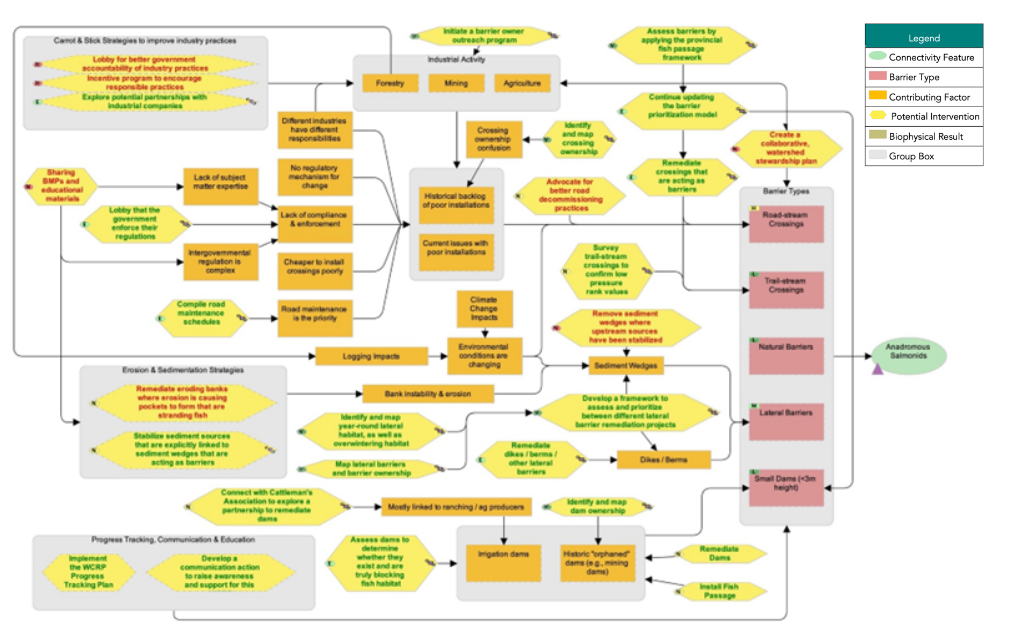 Carrot & Stick Strategies to improve industry practices
Lobby for better government
accountability of industry practices
Incentive program to encourage
responsible practices
Explore potential partnerships with
industrial companies
Initiate a barrier owner
outreach program
Industrial Activity
Forestry
Mining
Agriculture
Assess barriers by
applying the provincial
fish passage
framework
Continue updating
the barrier
prioritization model
Remediate
crossings that
are acting as
barriers
Create a
collaborative,
watershed
stewardship plan
Legend
Connectivity Feature
Barrier Type
Contributing Factor
Potential Intervention
Biophysical Result
Group Box
Different industries
have different
responsibilities
No regulatory
mechanism for
change
Lack of compliance
& enforcement
Cheaper to install
crossings poorly
Road maintenance
is the priority
Crossing
ownership
confusion
Identify
and map
crossing
ownership
Sharing
BMPs and
educational
materials
Lack of subject
matter expertise
Lobby that the
government
enforce their
regulations
Intergovernmental
regulation is
complex
Compile road
maintenance
schedules
Historical backlog
of poor installations
Current issues with
poor installations
Advocate for
better road
decommissioning
practices
Survey
trail-stream
crossings to
confirm low
pressure
rank values
Barrier Types
Road-stream
Crossings
Trail-stream
Crossings
Natural Barriers
Lateral Barriers
Small Dams (<3m
height)
Anadromous
Salmonids
Climate
Change
Impacts
Logging Impacts
Environmental
conditions are
changing
Remove sediment
wedges where
upstream sources
have been stabilized
Sediment Wedges
Erosion & Sedimentation Strategies
Remediate eroding banks
where erosion is causing
pockets to form that are
stranding fish
Stabilize sediment sources
that are explicitly linked to
sediment wedges that
are acting as barriers
Bank instability & erosion
Identify and map
year-round lateral
habitat, as well as
overwintering habitat
Map lateral barriers
and barrier ownership
Develop a framework to
assess and prioritize
between different lateral
barrier remediation projects
Remediate
dikes / berms /
other lateral
barriers
Dikes / Berms
Connect with Cattleman's
Association to explore a
partnership to remediate
dams
Mostly linked to ranching / ag producers
Identify and map
dam ownership
Progress Tracking, Communication & Education
Implement
the WCRP
Progress
Tracking Plan
Develop a
communication action
to raise awareness
and support for this
Assess dams to
determine
whether they
exist and are
truly blocking
fish habitat
Irrigation dams
Historic "orphaned"
dams (e.g., mining
dams)
Remediate
Dams
Install Fish
Passage